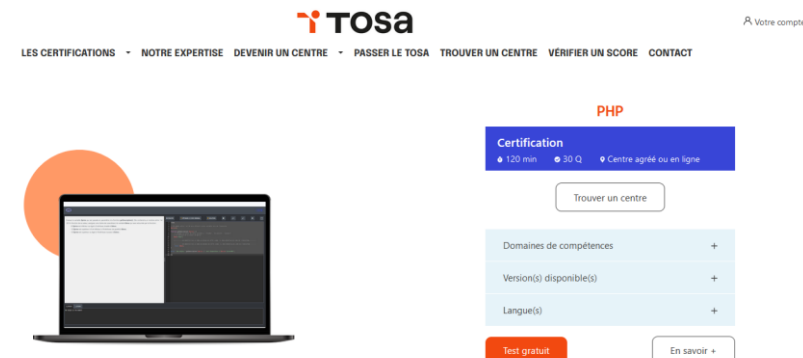 TOSA
Votre compte
LES CERTIFICATIONS NOTRE EXPERTISE DEVENIR UN CENTRE PASSER LE TOSA TROUVER UN CENTRE VÉRIFIER UN SCORE CONTACT
PHP
Certification
120 min 30 Q Centre agréé ou en ligne
Trouver un centre
Domaines de compétences +
Version(s) disponible(s) +
Langue(s) +
Test gratuit En savoir +